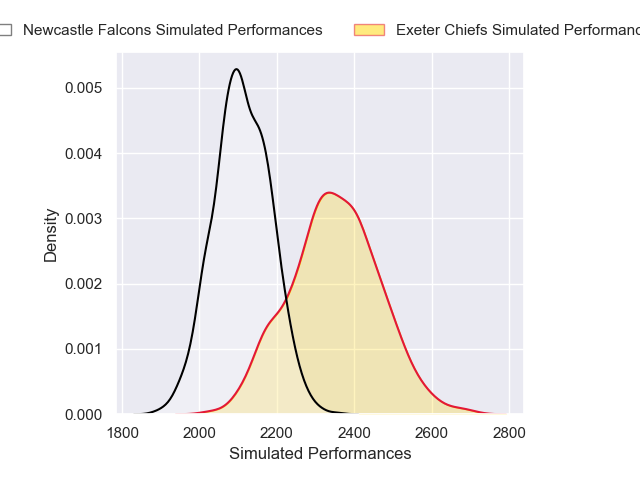 Newcastle Falcons Simulated Performances
Exeter Chiefs Simulated
0.005
0.004
0.003
0.002
0.001
0.000
Density
1800 2000 2200 2400 2600 2800
Simulated Performances